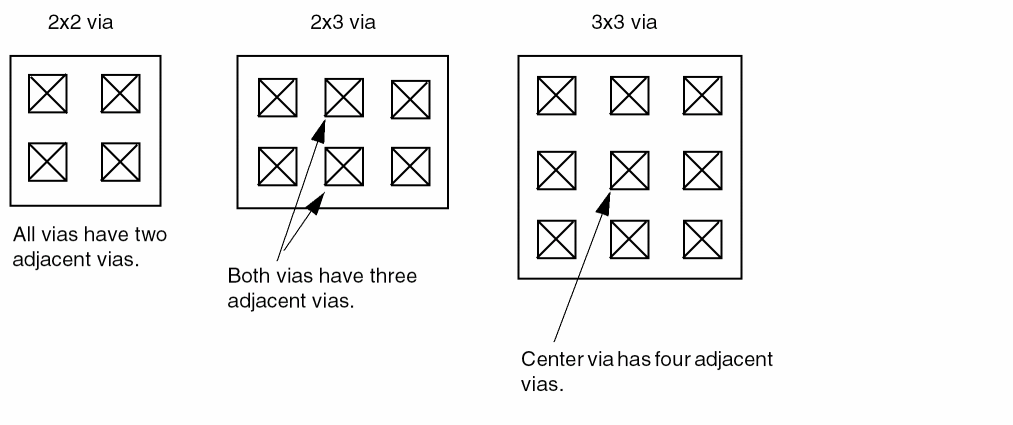 2x2 via
2x3 via
3x3 via
All vias have two
adjacent vias.
Both vias have three
adjacent vias.
Center via has four adjacent
vias.